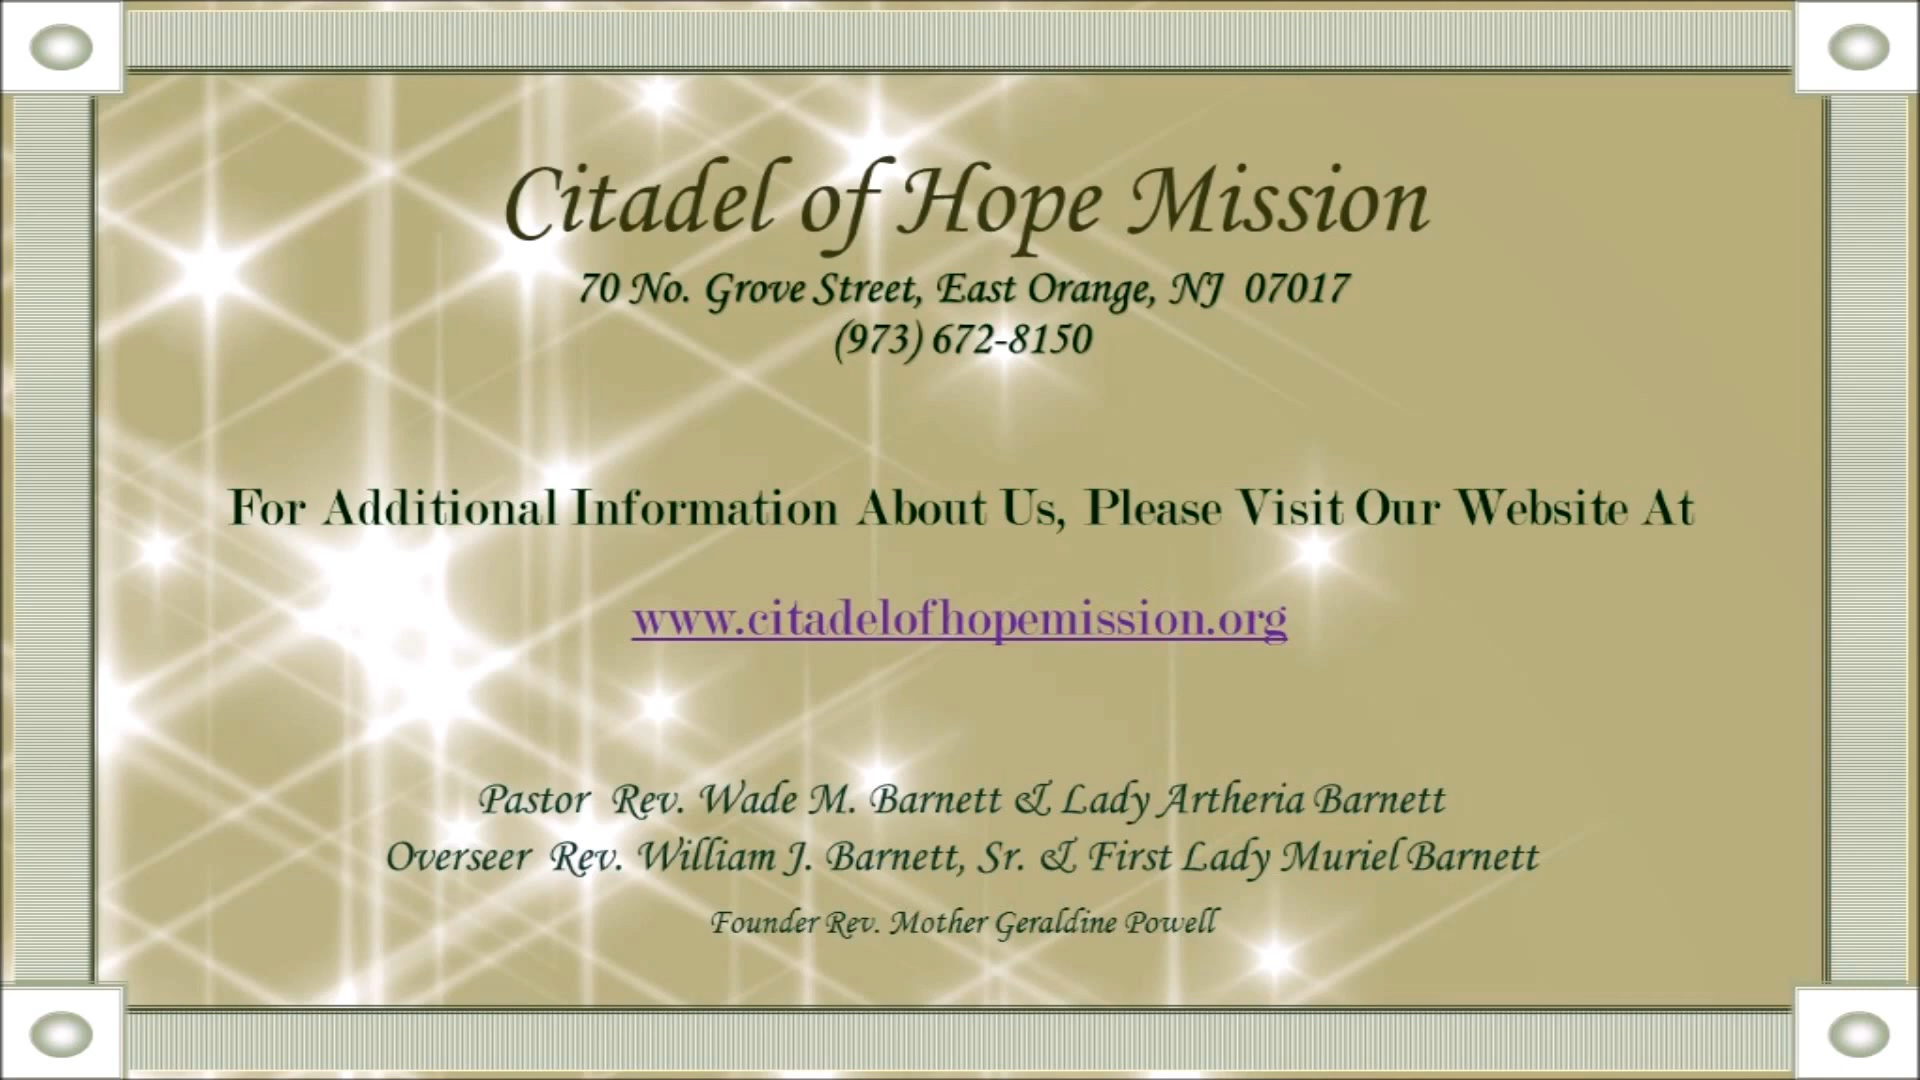 Citadel of Hope Mission
70 No. Grove Street, East Orange, NJ 07017
(973) 672-8150
For Additional Information About Us, Please Visit Our Website At
www.citadelofhopemission.org
Pastor Rev. Wade M. Barnett & Lady Artheria Barnett
Overseer Rev. William J. Barnett, Sr. & First Lady Muriel Barnett
Founder Rev. Mother Geraldine Powell